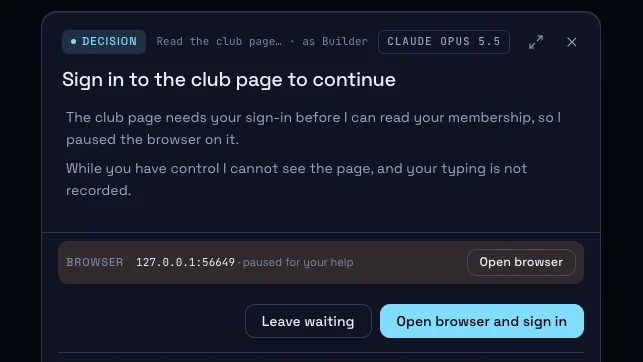 DECISION Read the club page… · as Builder CLAUDE OPUS 5.5
Sign in to the club page to continue
The club page needs your sign-in before I can read your membership, so I
paused the browser on it.
While you have control I cannot see the page, and your typing is not
recorded.
BROWSER 127.0.0.1:56649 · paused for your help Open browser
Leave waiting Open browser and sign in